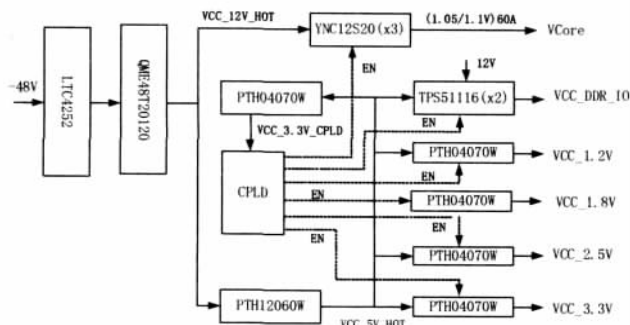 VCC_12V_HOT
YNC12S20(x3)
(1.05/1.1V)60A
VCore
-48V
LTC4252
QME48T20120
EN
12V
PTH04070W
TPS51116(x2)
VCC_DDR_IO
VCC_3.3V_CPLD
EN
PTH04070W
VCC_1.2V
CPLD
EN
EN
PTH04070W
VCC_1.8V
EN
EN
PTH04070W
VCC_2.5V
PTH12060W
VCC_5V_HOT
PTH04070W
VCC_3.3V